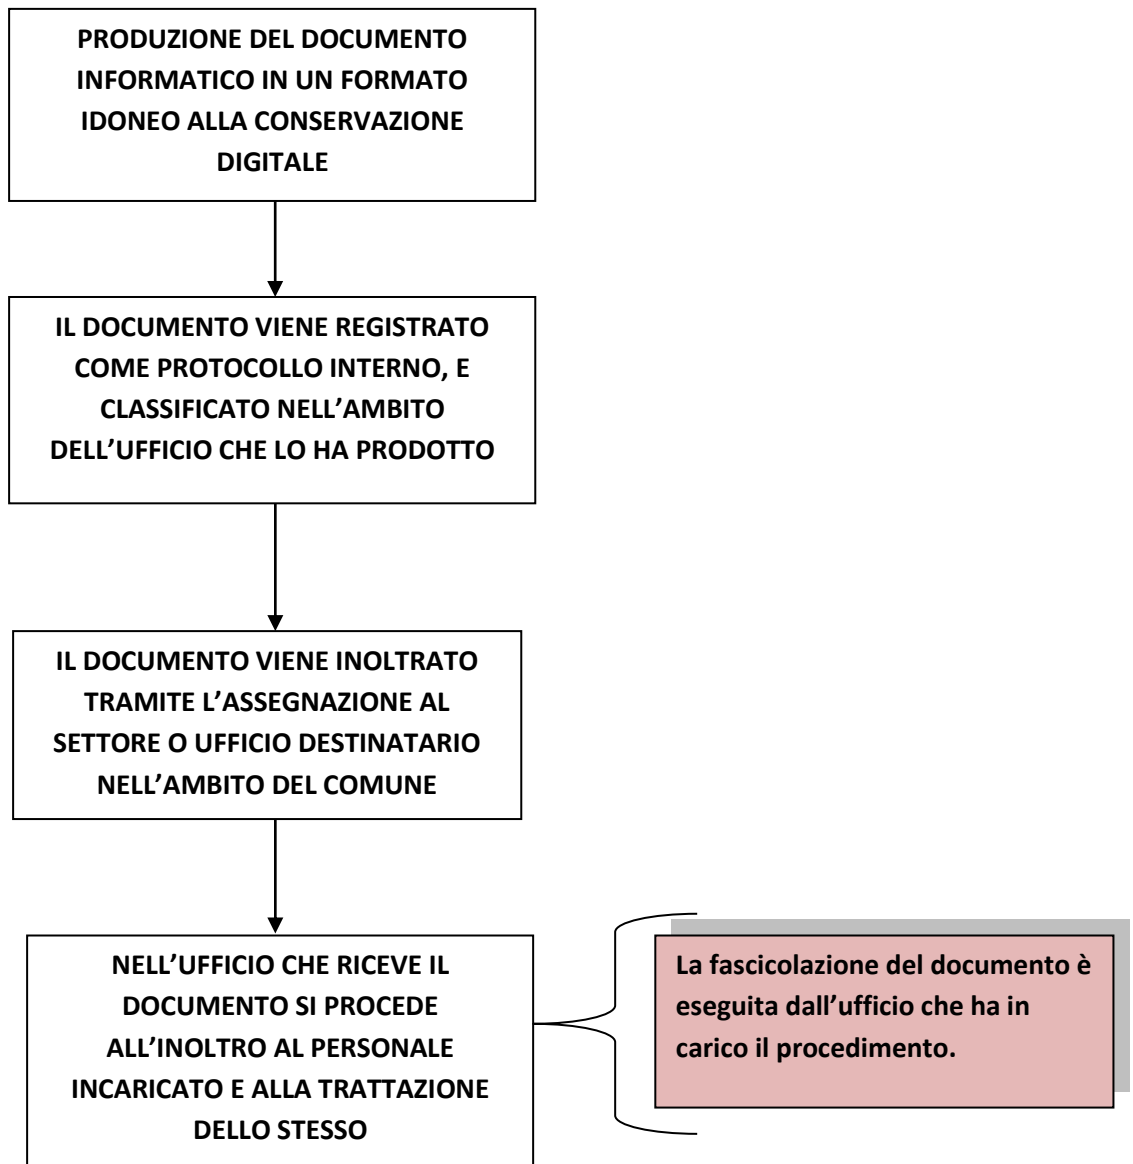 PRODUZIONE DEL DOCUMENTO
INFORMATICO IN UN FORMATO
IDONEO ALLA CONSERVAZIONE
DIGITALE
IL DOCUMENTO VIENE REGISTRATO
COME PROTOCOLLO INTERNO, E
CLASSIFICATO NELL’AMBITO
DELL’UFFICIO CHE LO HA PRODOTTO
IL DOCUMENTO VIENE INOLTRATO
TRAMITE L’ASSEGNAZIONE AL
SETTORE O UFFICIO DESTINATARIO
NELL’AMBITO DEL COMUNE
NELL’UFFICIO CHE RICEVE IL
DOCUMENTO SI PROCEDE
ALL’INOLTRO AL PERSONALE
INCARICATO E ALLA TRATTAZIONE
DELLO STESSO
La fascicolazione del documento è
eseguita dall’ufficio che ha in
carico il procedimento.